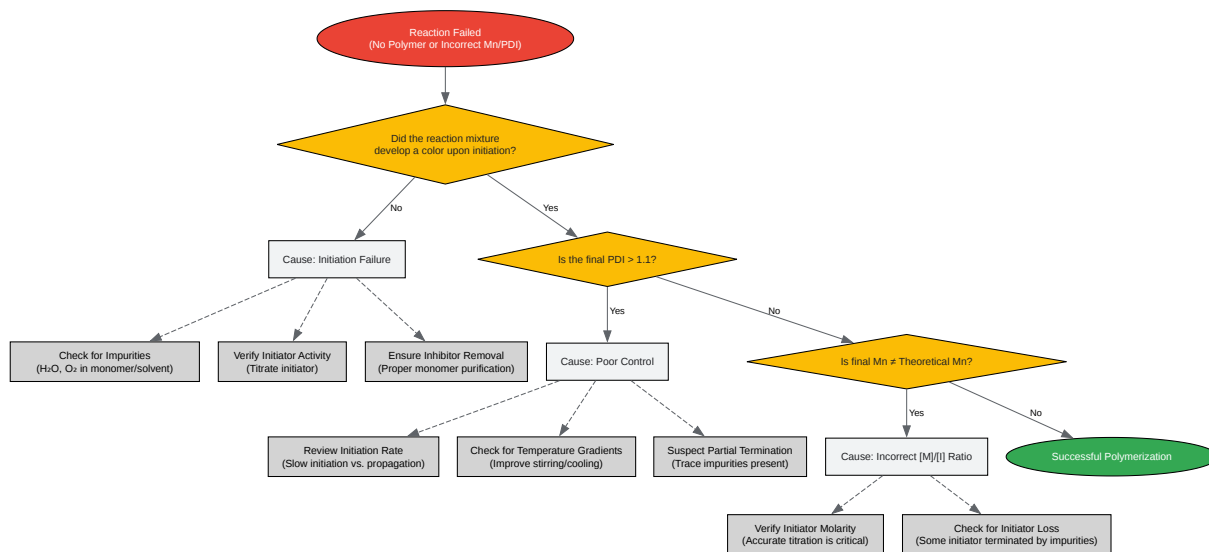 Reaction Failed
(No Polymer or Incorrect Mn/PDI)
Did the reaction mixture
develop a color upon initiation?
No
Yes
Cause: Initiation Failure
Is the final PDI > 1.1?
Yes
No
Check for Impurities
(H₂O, O₂ in monomer/solvent)
Verify Initiator Activity
(Titrate initiator)
Ensure Inhibitor Removal
(Proper monomer purification)
Cause: Poor Control
Is final Mn ≠ Theoretical Mn?
Yes
No
Review Initiation Rate
(Slow initiation vs. propagation)
Check for Temperature Gradients
(Improve stirring/cooling)
Suspect Partial Termination
(Trace impurities present)
Cause: Incorrect [M]/[I] Ratio
Successful Polymerization
Verify Initiator Molarity
(Accurate titration is critical)
Check for Initiator Loss
(Some initiator terminated by impurities)